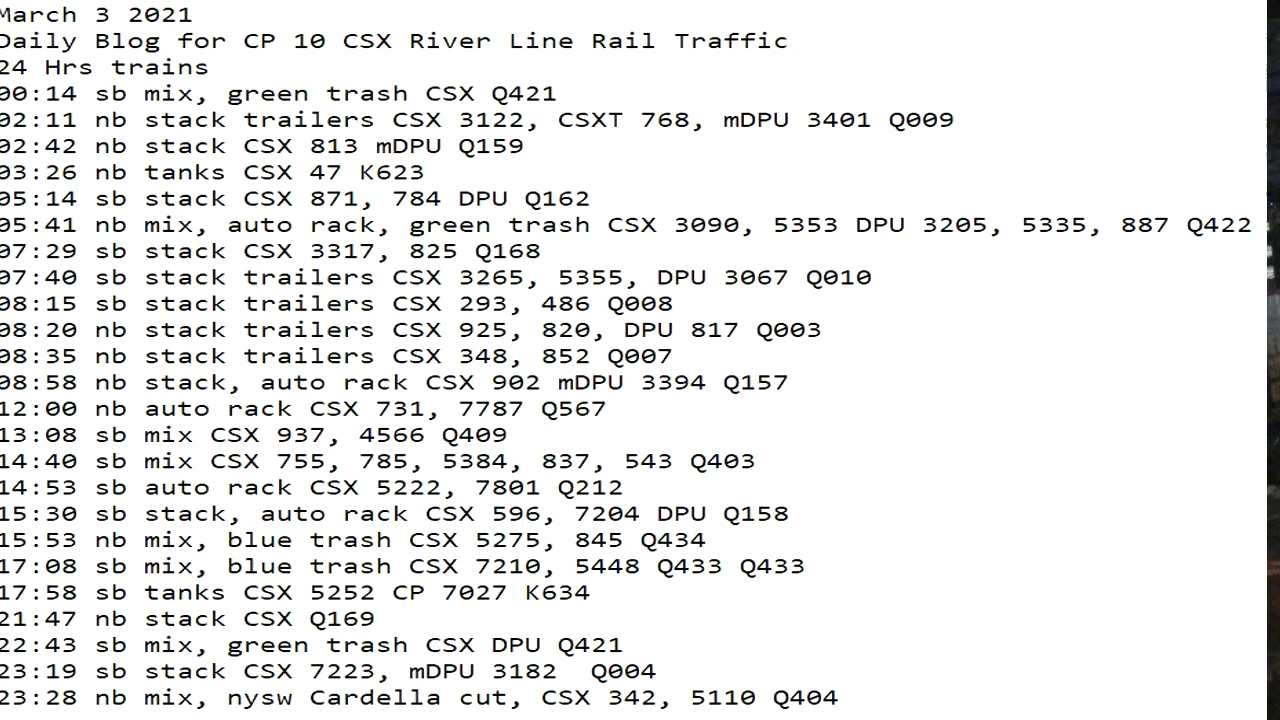 March 3 2021
Daily Blog for CP 10 CSX River Line Rail Traffic
24 Hrs trains
00:14 sb mix, green trash CSX Q421
02:11 nb stack trailers CSX 3122, CSXT 768, mDPU 3401 Q009
02:42 nb stack CSX 813 mDPU Q159
03:26 nb tanks CSX 47 K623
05:14 sb stack CSX 871, 784 DPU Q162
05:41 nb mix, auto rack, green trash CSX 3090, 5353 DPU 3205, 5335, 887 Q422
07:29 sb stack CSX 3317, 825 Q168
07:40 sb stack trailers CSX 3265, 5355, DPU 3067 Q010
08:15 sb stack trailers CSX 293, 486 Q008
08:20 nb stack trailers CSX 925, 820, DPU 817 Q003
08:35 nb stack trailers CSX 348, 852 Q007
08:58 nb stack, auto rack CSX 902 mDPU 3394 Q157
12:00 nb auto rack CSX 731, 7787 Q567
13:08 sb mix CSX 937, 4566 Q409
14:40 sb mix CSX 755, 785, 5384, 837, 543 Q403
14:53 sb auto rack CSX 5222, 7801 Q212
15:30 sb stack, auto rack CSX 596, 7204 DPU Q158
15:53 nb mix, blue trash CSX 5275, 845 Q434
17:08 sb mix, blue trash CSX 7210, 5448 Q433 Q433
17:58 sb tanks CSX 5252 CP 7027 K634
21:47 nb stack CSX Q169
22:43 sb mix, green trash CSX DPU Q421
23:19 sb stack CSX 7223, mDPU 3182  Q004
23:28 nb mix, nysw Cardella cut, CSX 342, 5110 Q404